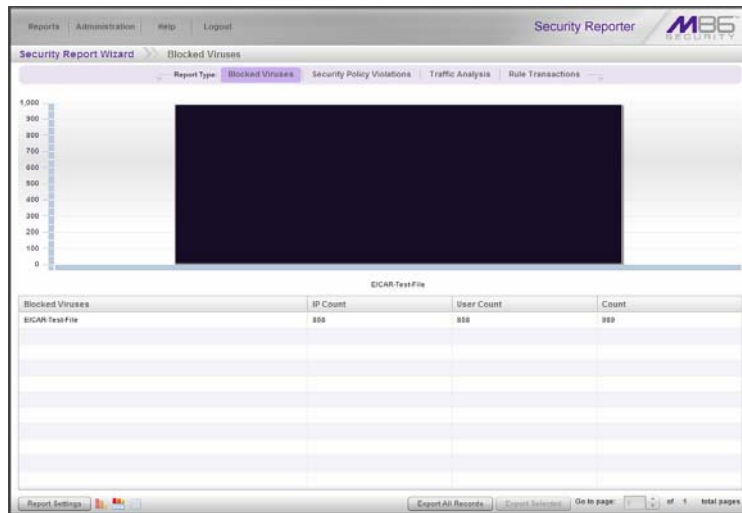 Reports Administration Help Logout Security Reporter M86 SECURITY
Security Report Wizard Blocked Viruses
Report Type: Blocked Viruses Security Policy Violations Traffic Analysis Rule Transactions
1,000
900
800
700
600
500
400
300
200
100
0
EICAR-Test-File
Blocked Viruses IP Count User Count Count
EICAR-Test-File
Report Settings Export All Records Export Selected Go to page: 1 of 1 total pages